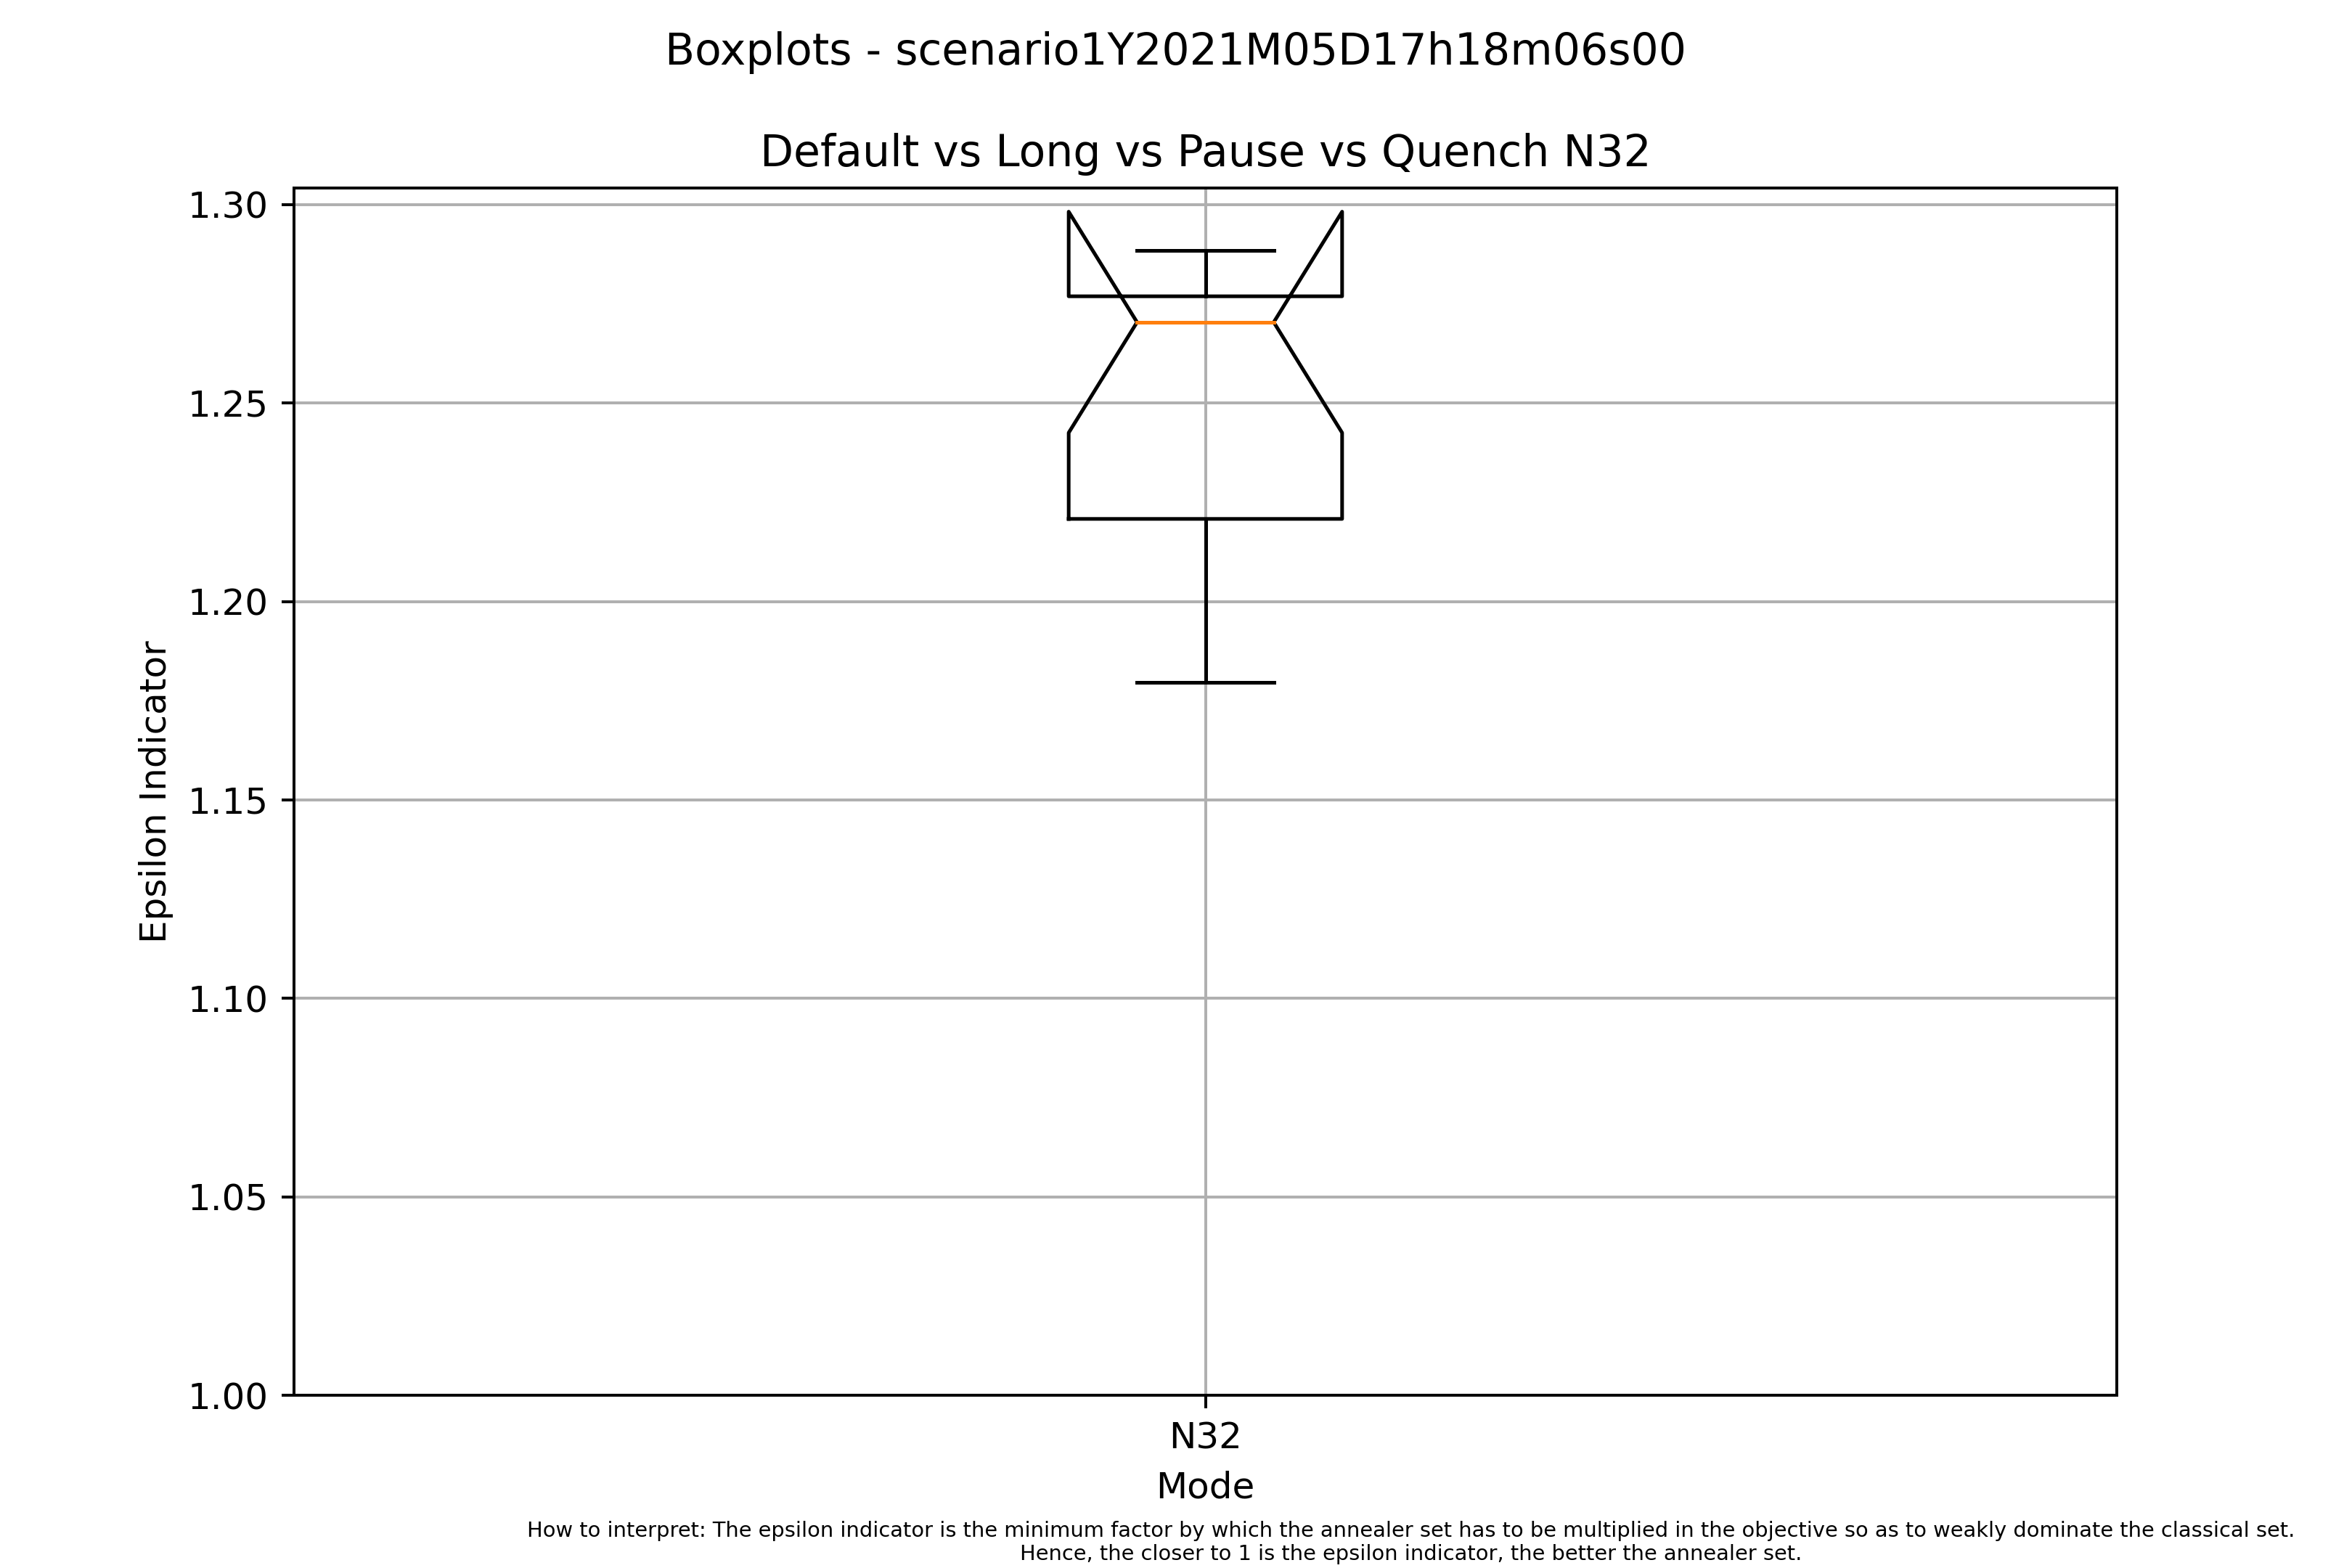 Boxplots - scenario1Y2021M05D17h18m06s00
Default vs Long vs Pause vs Quench N32
1.30
1.25
1.20
1.15
1.10
1.05
1.00
Epsilon Indicator
N32
Mode
How to interpret: The epsilon indicator is the minimum factor by which the annealer set has to be multiplied in the objective so as to weakly dominate the classical set.
Hence, the closer to 1 is the epsilon indicator, the better the annealer set.